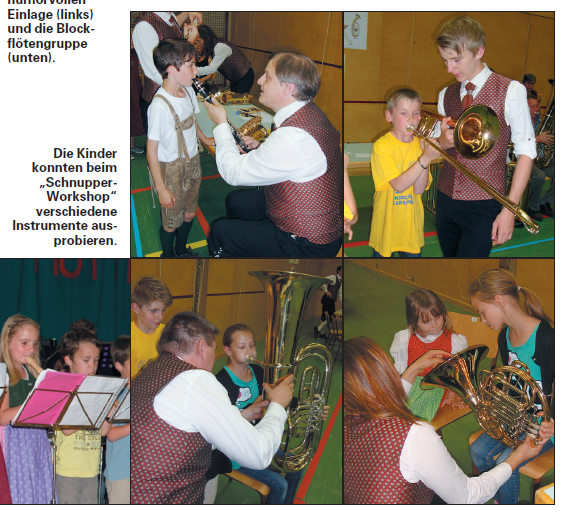 humorvollen
Einlage (links)
und die Block-
flötengruppe
(unten).
Die Kinder
konnten beim
„Schnupper-
Workshop“
verschiedene
Instrumente aus-
probieren.